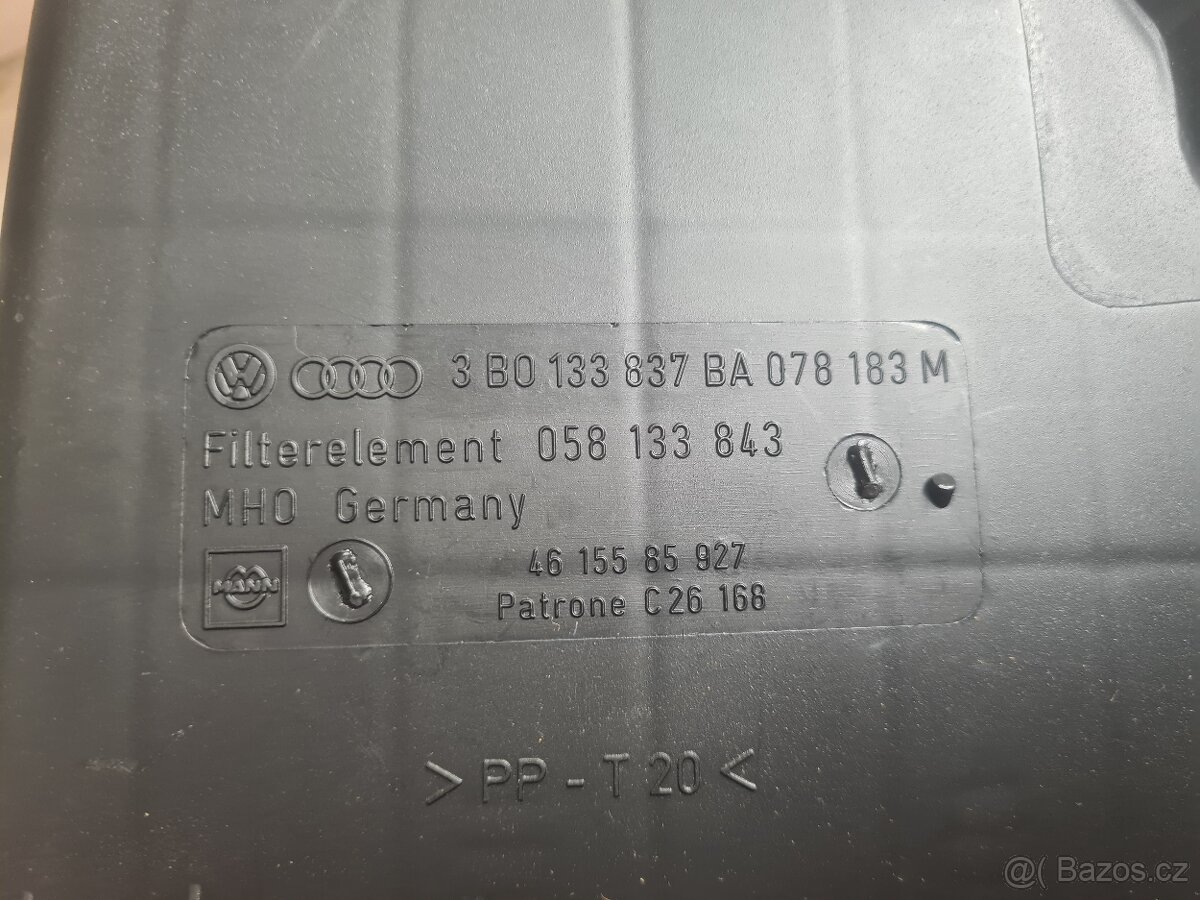 3 B0 133 837 BA 078 183 M
Filterelement 058 133 843
MHO Germany
46 155 85 927
MANN
Patrone C 26 168
> PP - T 20 <
@( Bazos.cz